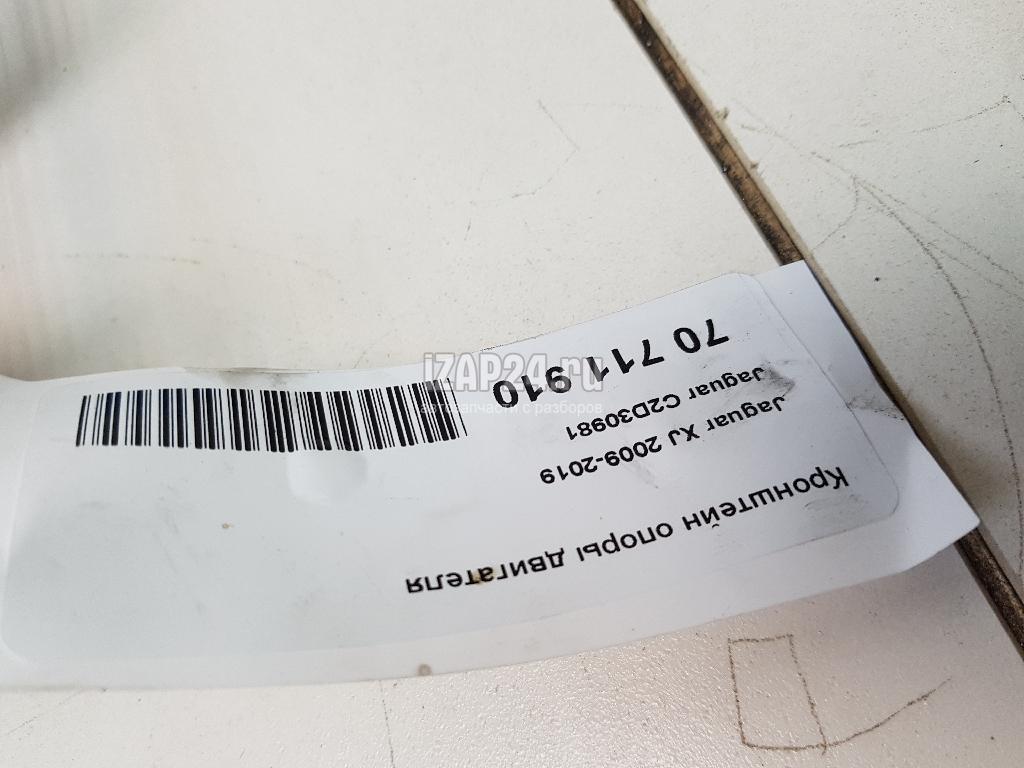 Кронштейн опоры двигателя
Jaguar XJ 2009-2019
Jaguar C2D30981
70 711 910
iZAP24.ru
автозапчасти с разборов